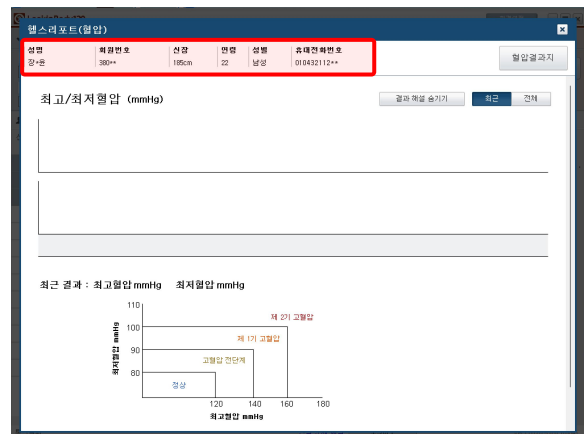 헬스리포트(혈압)
성명 회원번호 신장 연령 성별 휴대전화번호
장*윤 380** 185cm 22 남성 010432112**
혈압결과지
최고/최저혈압 (mmHg)
결과 해설 숨기기 최근 전체
최근 결과 : 최고혈압 mmHg 최저혈압 mmHg
110
제 2기 고혈압
100
제 1기 고혈압
90
고혈압 전단계
80
정상
최저혈압 mmHg
120 140 160 180
최고혈압 mmHg